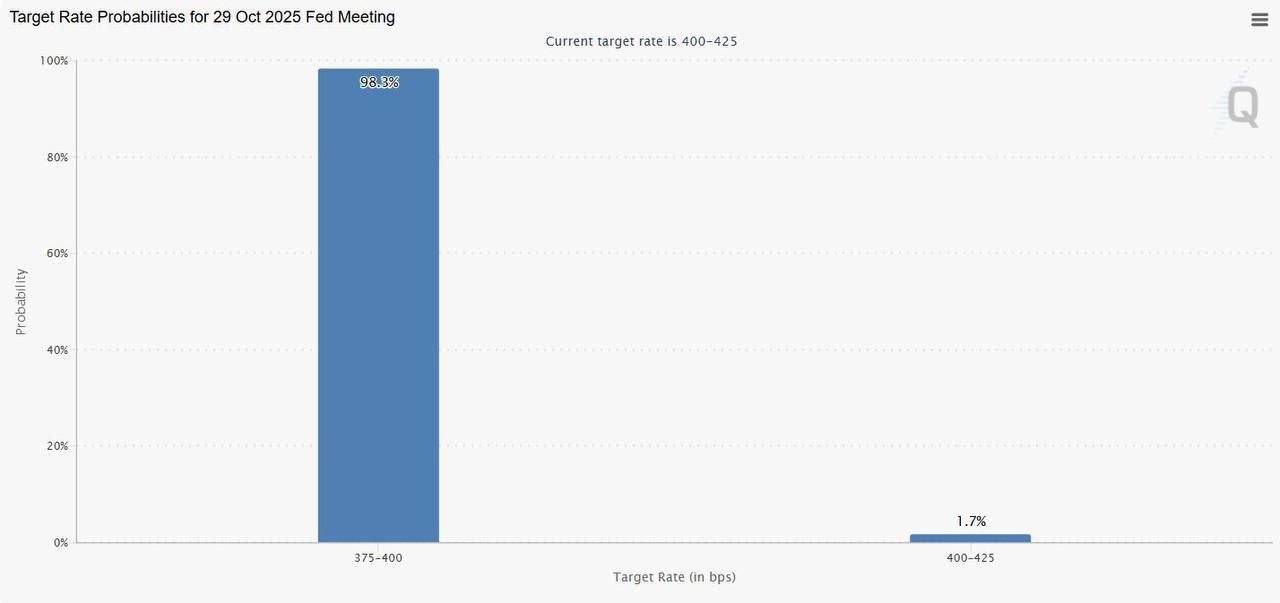 Target Rate Probabilities for 29 Oct 2025 Fed Meeting
Current target rate is 400–425
100%
98.3%
Q
80%
60%
Probability
40%
20%
1.7%
0%
375–400
400–425
Target Rate (in bps)